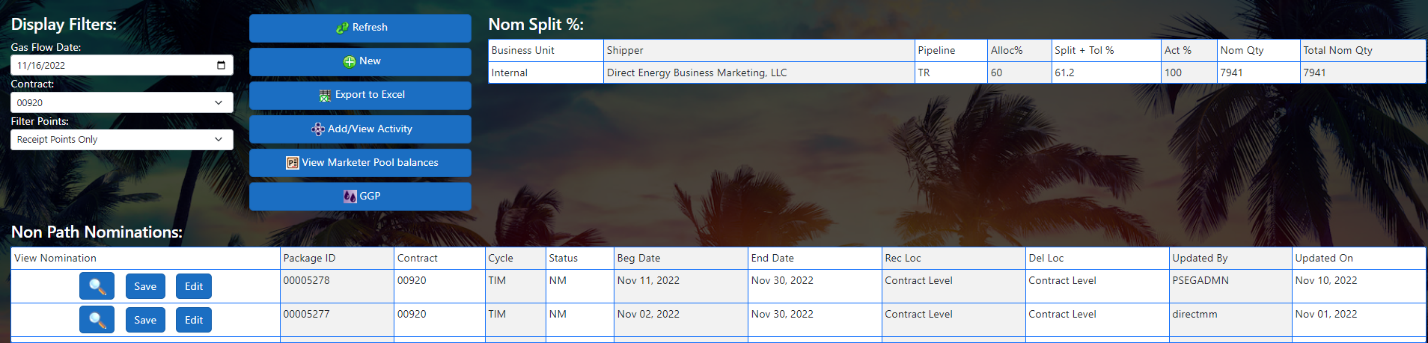 Display Filters:
Gas Flow Date:
11/16/2022
Contract:
00920
Filter Points:
Receipt Points Only
Refresh
New
Export to Excel
Add/View Activity
View Marketer Pool balances
GGP
Nom Split %:
Business Unit Shipper Pipeline Alloc% Split + Tol % Act % Nom Qty Total Nom Qty
Internal Direct Energy Business Marketing, LLC TR 60 61.2 100 7941 7941
Non Path Nominations:
View Nomination Package ID Contract Cycle Status Beg Date End Date Rec Loc Del Loc Updated By Updated On
Save Edit 00005278 00920 TIM NM Nov 11, 2022 Nov 30, 2022 Contract Level Contract Level PSEGADMN Nov 10, 2022
Save Edit 00005277 00920 TIM NM Nov 02, 2022 Nov 30, 2022 Contract Level Contract Level directmm Nov 01, 2022